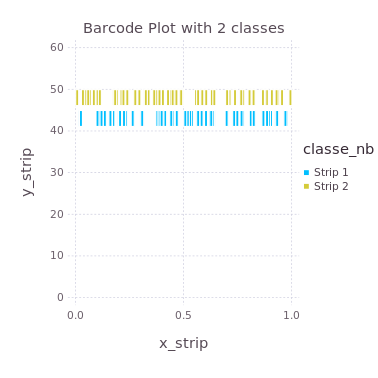 Barcode Plot with 2 classes
60
50
40
30
20
10
0
y_strip
0.0
0.5
1.0
x_strip
classe_nb
Strip 1
Strip 2